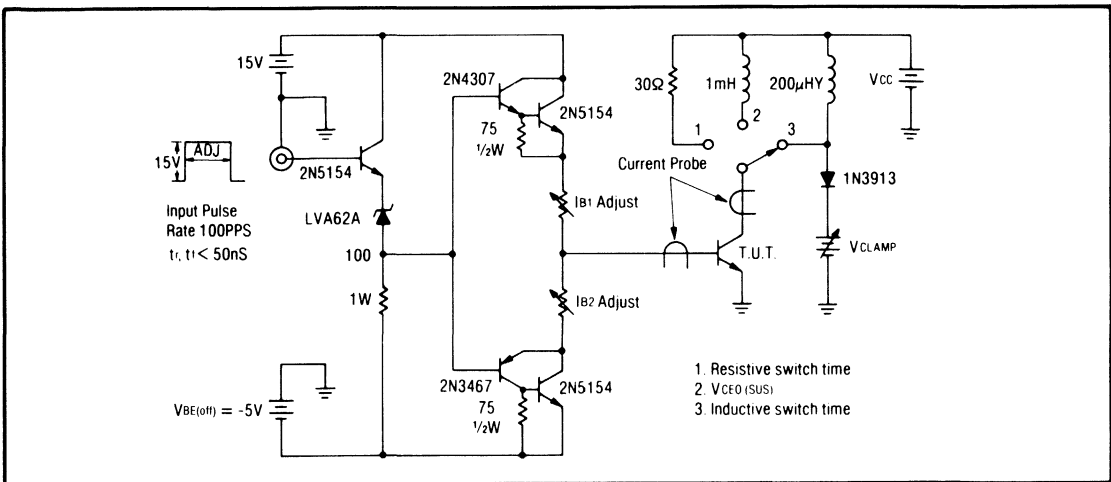 15V
2N4307
2N5154
75
½W
30Ω
1mH
200μHY
VCC
1
2
3
ADJ
15V
2N5154
Input Pulse
Rate 100PPS
tr, tf< 50nS
LVA62A
100
1W
IB1 Adjust
Current Probe
1N3913
T.U.T.
VCLAMP
IB2 Adjust
2N3467
2N5154
75
½W
VBE(off) = -5V
1. Resistive switch time
2. VCEO (SUS)
3. Inductive switch time